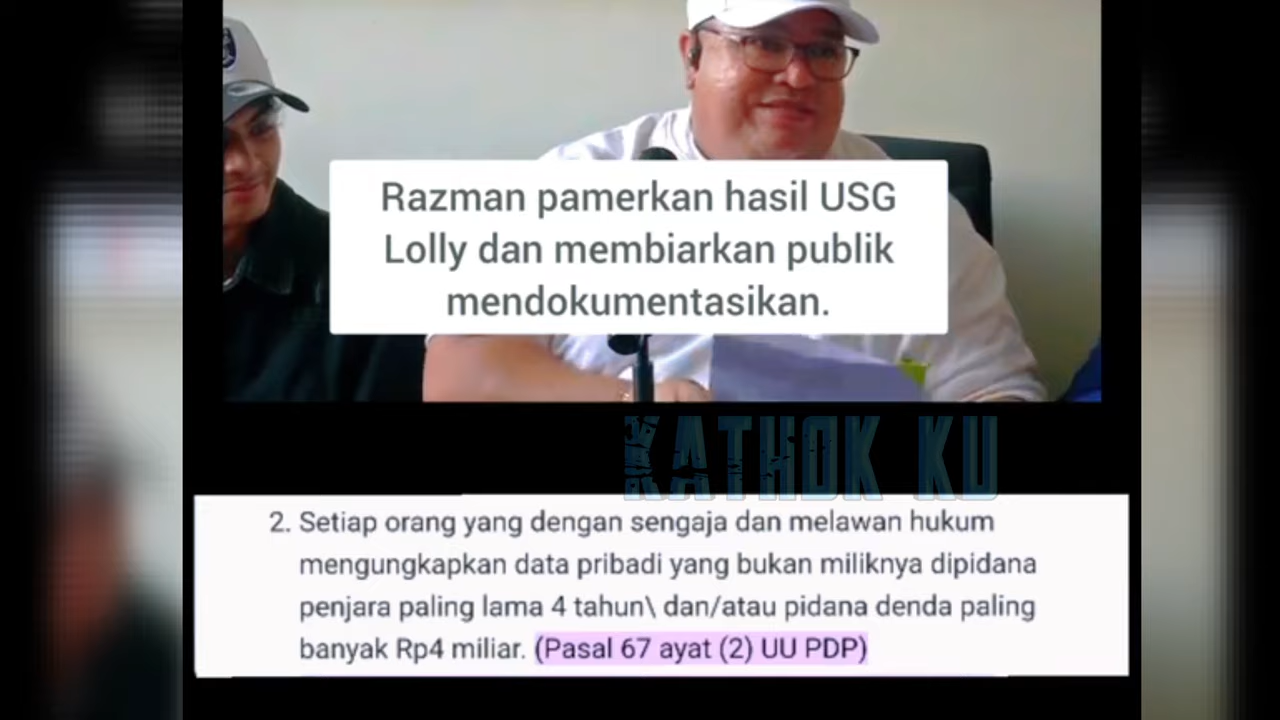 Razman pamerkan hasil USG
Lolly dan membiarkan publik
mendokumentasikan.
KATHOK KU
2. Setiap orang yang dengan sengaja dan melawan hukum
mengungkapkan data pribadi yang bukan miliknya dipidana
penjara paling lama 4 tahun\ dan/atau pidana denda paling
banyak Rp4 miliar. (Pasal 67 ayat (2) UU PDP)